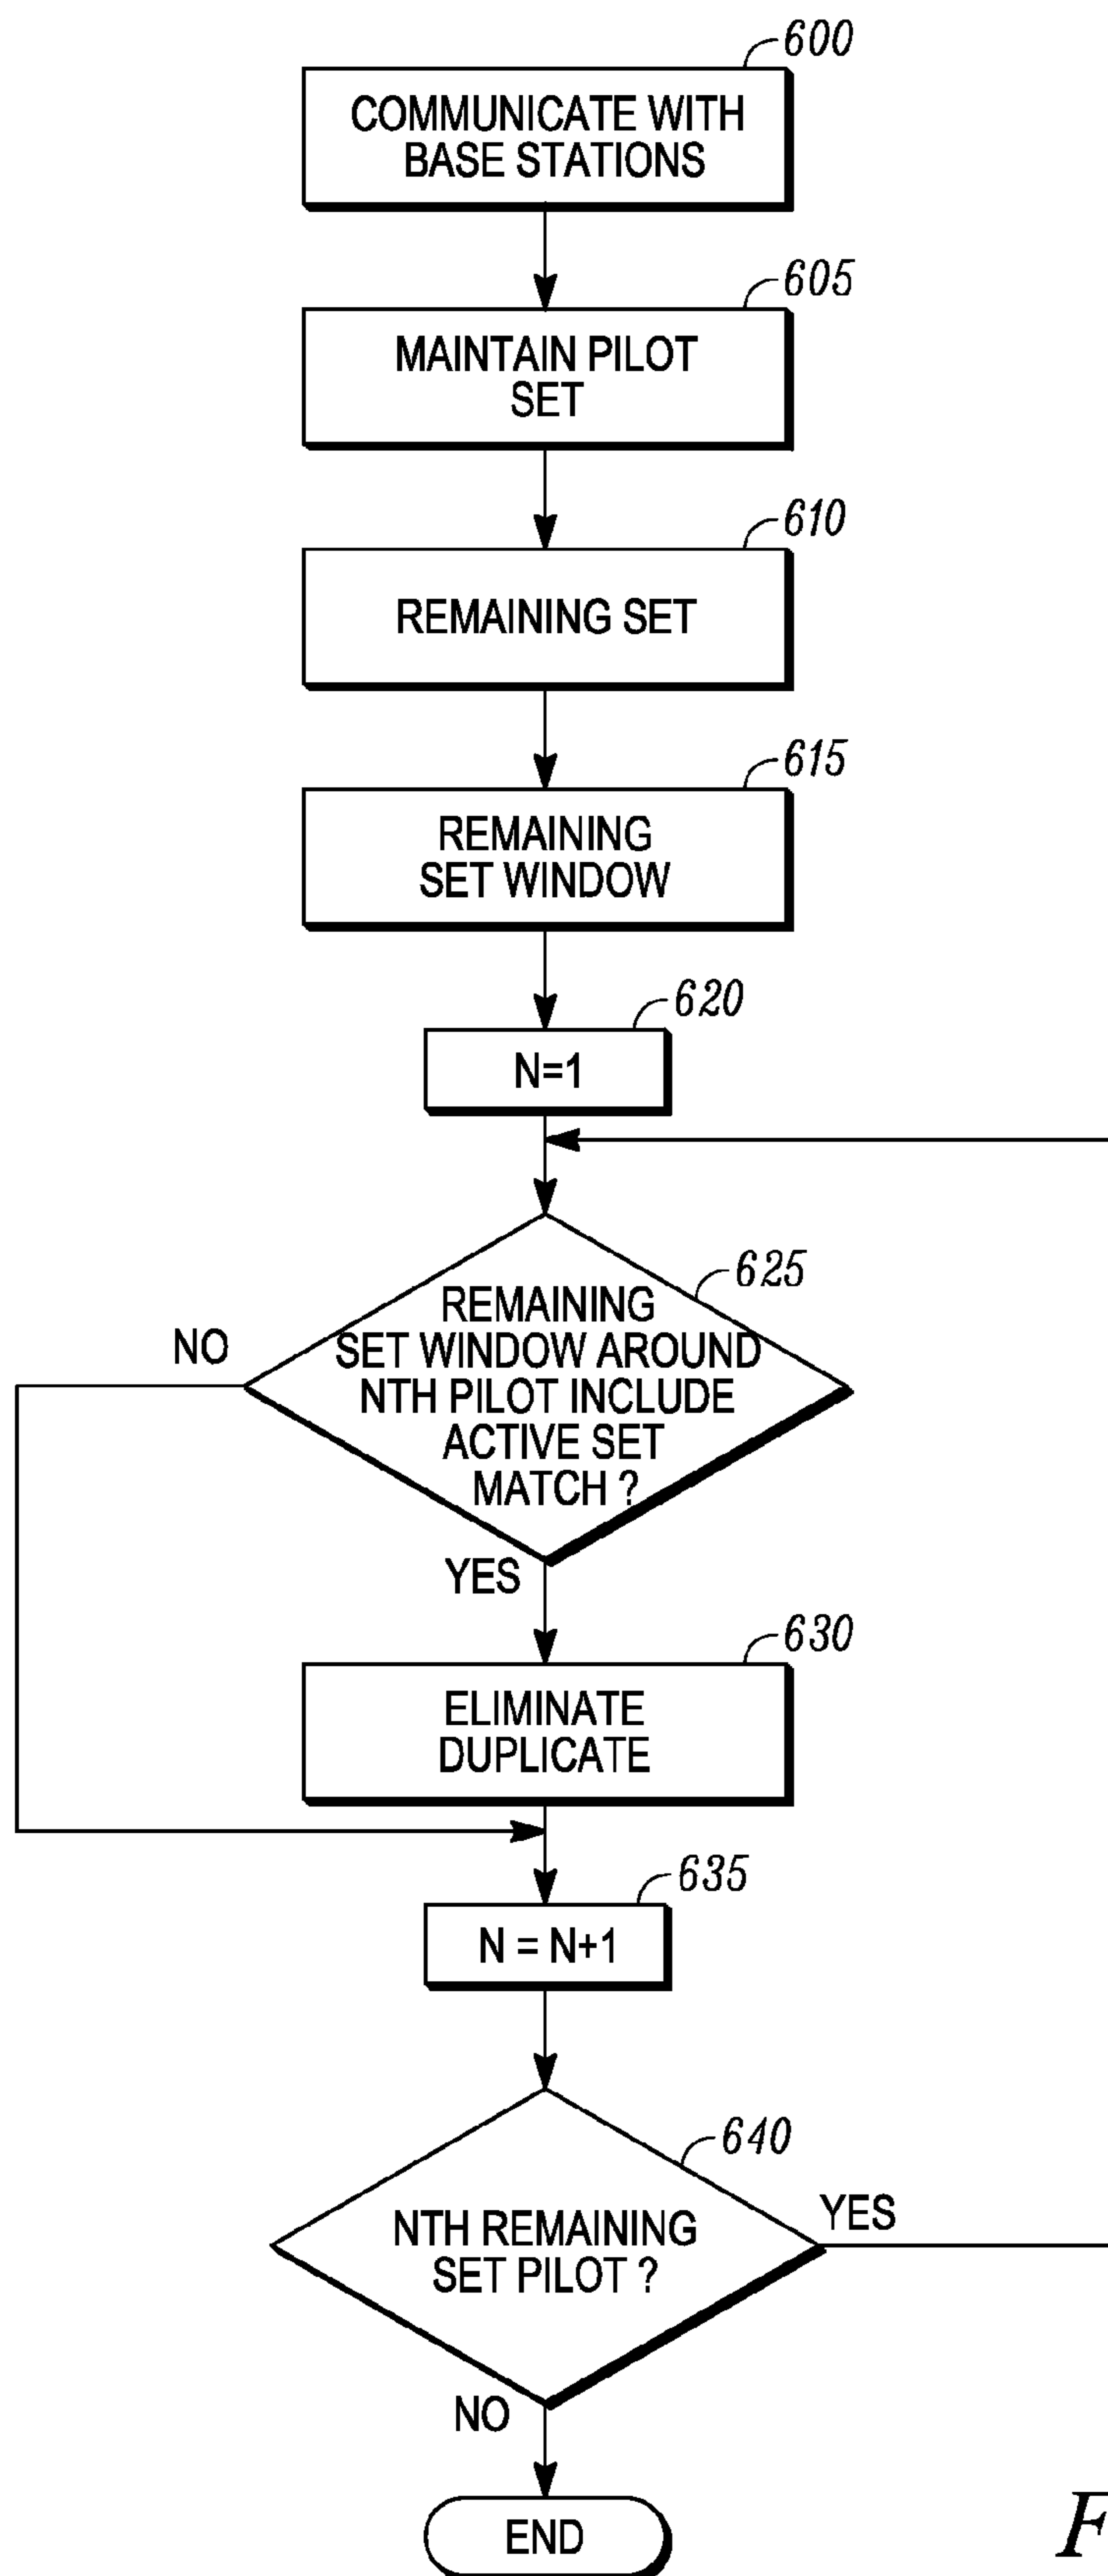 600
COMMUNICATE WITH
BASE STATIONS
605
MAINTAIN PILOT
SET
610
REMAINING SET
615
REMAINING
SET WINDOW
620
N=1
625
REMAINING
SET WINDOW AROUND
NTH PILOT INCLUDE
ACTIVE SET
MATCH ?
NO
YES
630
ELIMINATE
DUPLICATE
635
N = N+1
640
NTH REMAINING
SET PILOT ?
YES
NO
END
F